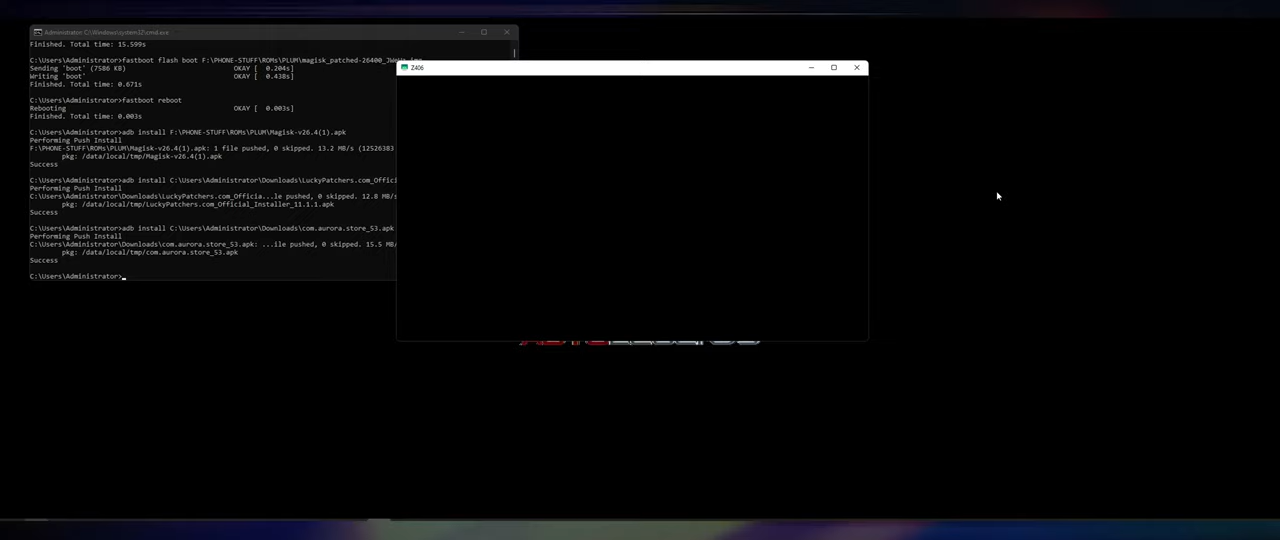 Administrator: C:\Windows\system32\cmd.exe
Finished. Total time: 15.599s
C:\Users\Administrator>fastboot flash boot F:\PHONE-STUFF\ROMs\PLUM\magisk_patched-26400
Sending 'boot' (7586 KB) OKAY [ 0.204s]
Writing 'boot' OKAY [ 0.438s]
Finished. Total time: 0.671s
C:\Users\Administrator>fastboot reboot
Rebooting OKAY [ 0.003s]
Finished. Total time: 0.003s
C:\Users\Administrator>adb install F:\PHONE-STUFF\ROMs\PLUM\Magisk-v26.4(1).apk
Performing Push Install
F:\PHONE-STUFF\ROMs\PLUM\Magisk-v26.4(1).apk: 1 file pushed, 0 skipped. 13.2 MB/s (12526383
pkg: /data/local/tmp/Magisk-v26.4(1).apk
Success
C:\Users\Administrator>adb install C:\Users\Administrator\Downloads\LuckyPatchers.com_Offic
Performing Push Install
C:\Users\Administrator\Downloads\LuckyPatchers.com_Officia...le pushed, 0 skipped. 12.8 MB/s
pkg: /data/local/tmp/LuckyPatchers.com_Official_Installer_11.1.1.apk
Success
C:\Users\Administrator>adb install C:\Users\Administrator\Downloads\com.aurora.store_53.apk
Performing Push Install
C:\Users\Administrator\Downloads\com.aurora.store_53.apk: ...ile pushed, 0 skipped. 15.5 MB/
pkg: /data/local/tmp/com.aurora.store_53.apk
Success
C:\Users\Administrator>
Z406